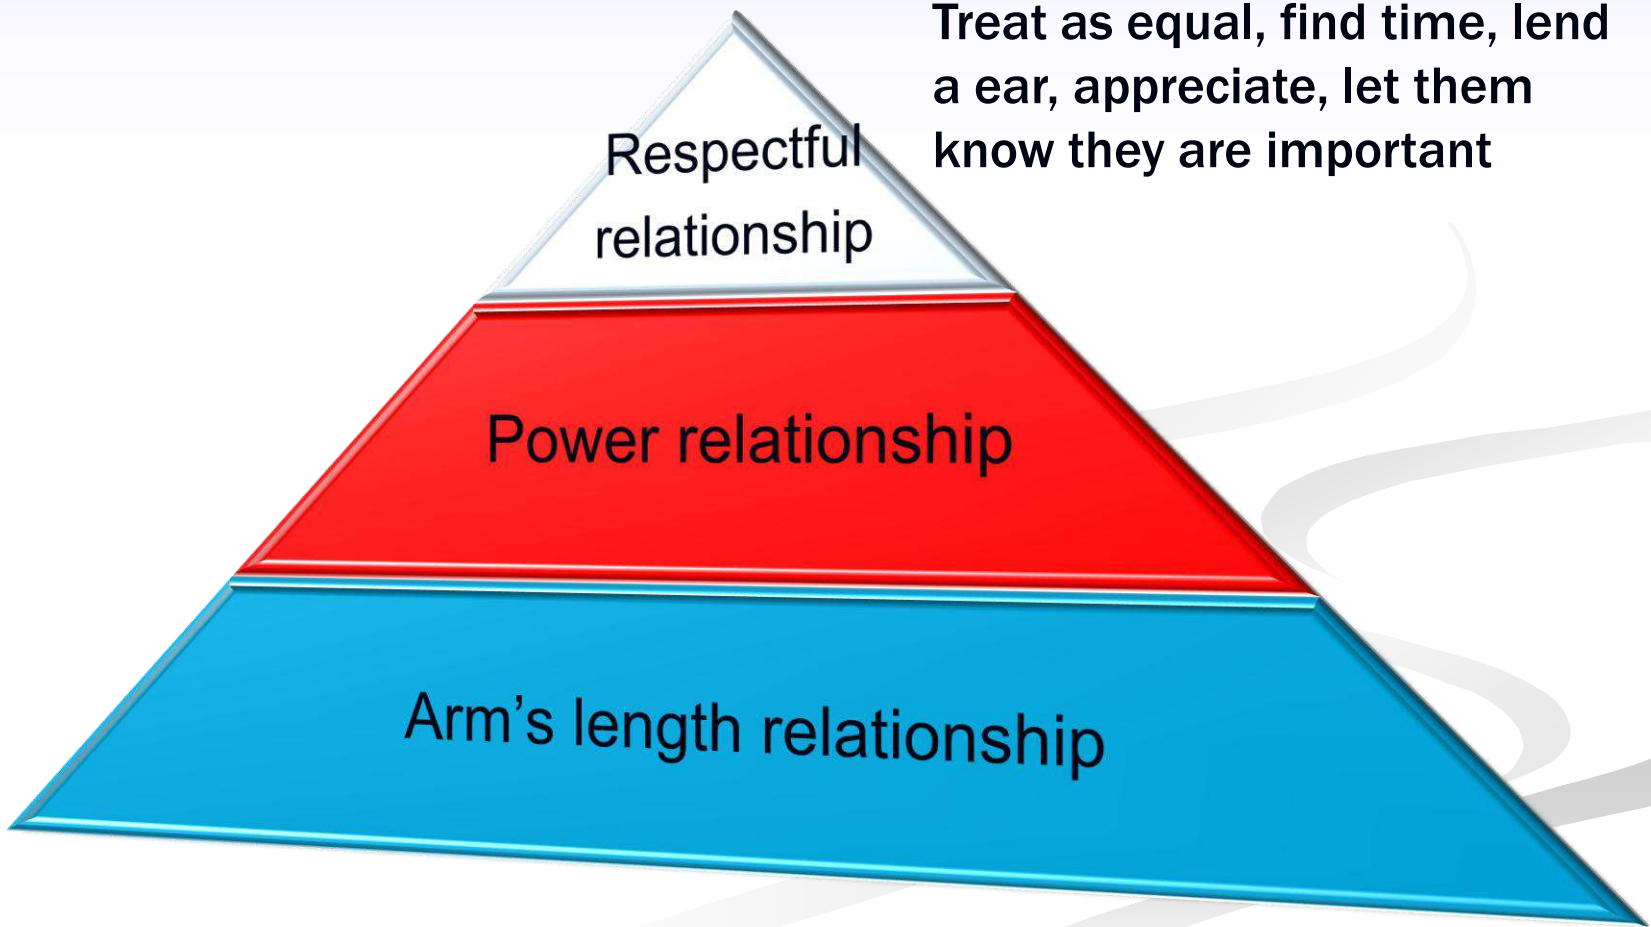 Treat as equal, find time, lend
a ear, appreciate, let them
know they are important
Respectful
relationship
Power relationship
Arm’s length relationship